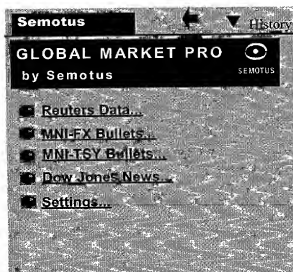 Semotus
History
GLOBAL MARKET PRO
by Semotus
SEMOTUS
Reuters Data...
MNI-FX Bullets...
MNI-TSY Bullets...
Dow Jones News...
Settings...